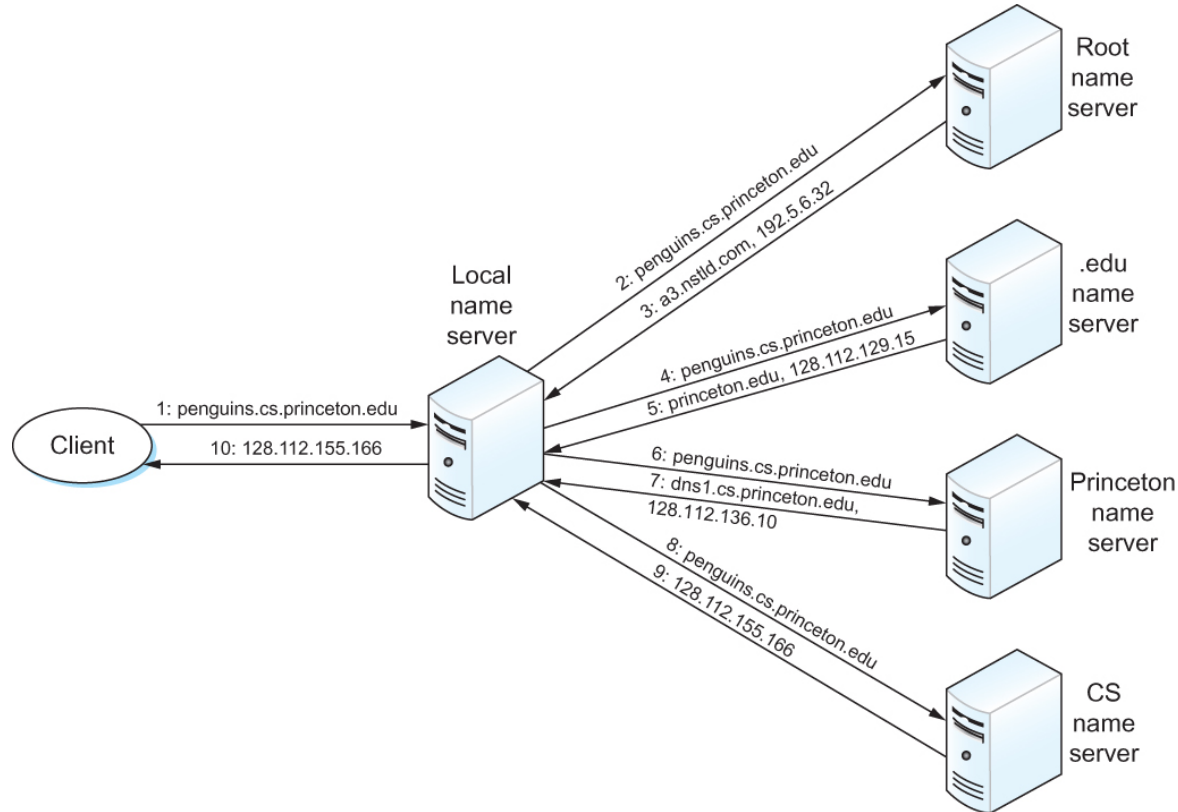 Root
name
server
2: penguins.cs.princeton.edu
3: a3.nstld.com, 192.5.6.32
.edu
name
server
Local
name
server
4: penguins.cs.princeton.edu
5: princeton.edu, 128.112.129.15
1: penguins.cs.princeton.edu
Client
10: 128.112.155.166
6: penguins.cs.princeton.edu
7: dns1.cs.princeton.edu,
128.112.136.10
Princeton
name
server
8: penguins.cs.princeton.edu
9: 128.112.155.166
CS
name
server